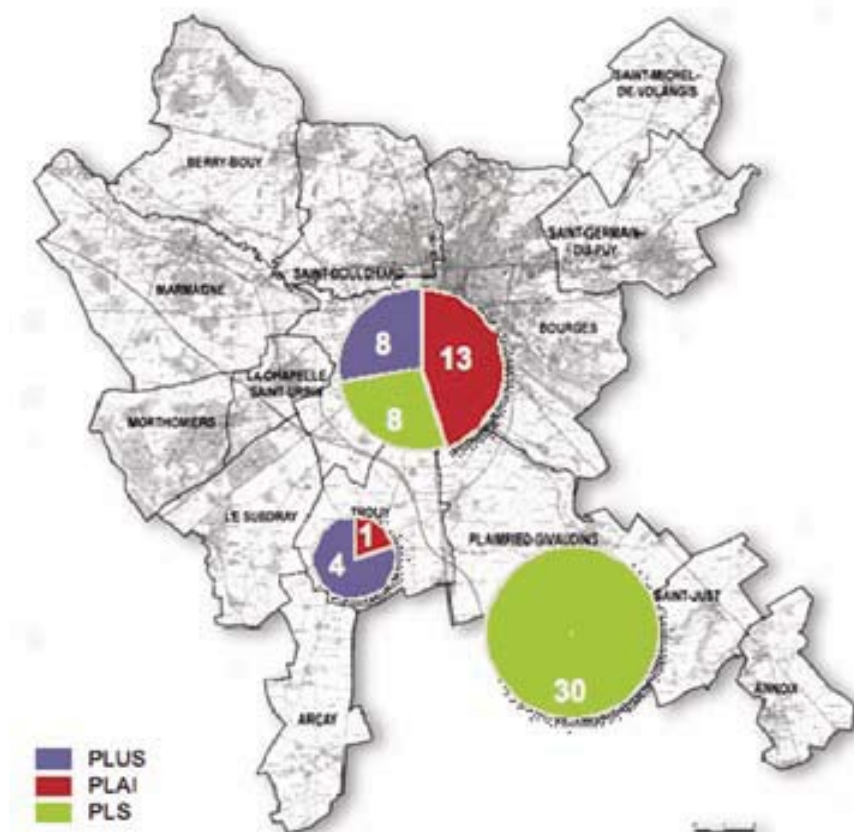 SAINT-MICHEL-
DE-VOLANGIS
BERRY-BOUY
SAINT-GERMAIN-
DU-PUY
SAINT-DOULCHARD
MARMAGNE
BOURGES
8
13
8
LA-CHAPELLE
SAINT-URSIN
MORTHOMIERS
LE SUBDRAY
TROUY
1
4
PLAIMPIED-GIVAUDINS
SAINT-JUST
30
ANNOIX
ARCAY
PLUS
PLAI
PLS